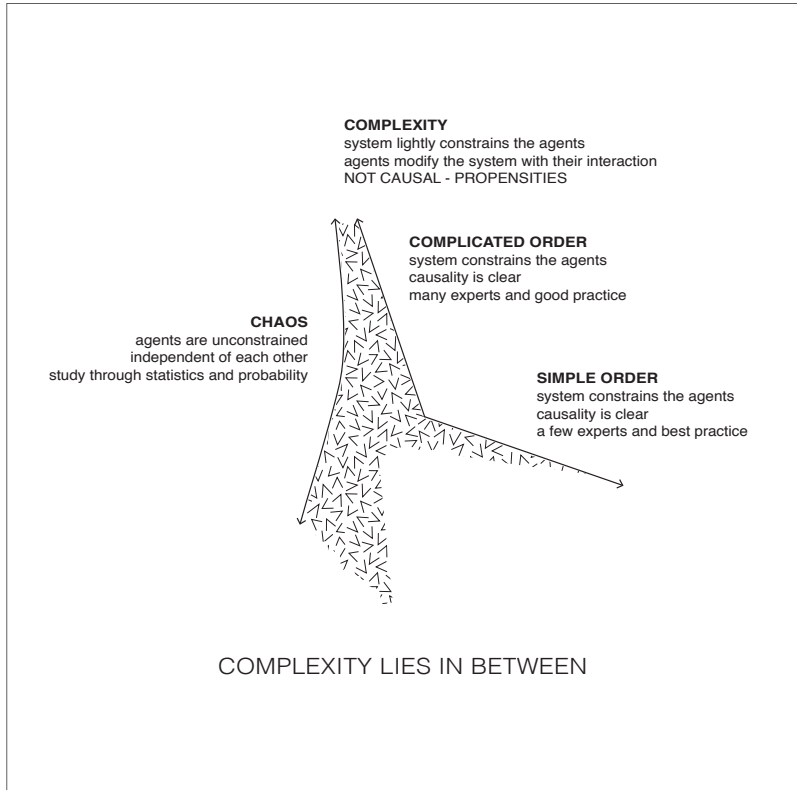 COMPLEXITY
system lightly constrains the agents
agents modify the system with their interaction
NOT CAUSAL - PROPENSITIES
COMPLICATED ORDER
system constrains the agents
causality is clear
many experts and good practice
CHAOS
agents are unconstrained
independent of each other
study through statistics and probability
SIMPLE ORDER
system constrains the agents
causality is clear
a few experts and best practice
COMPLEXITY LIES IN BETWEEN